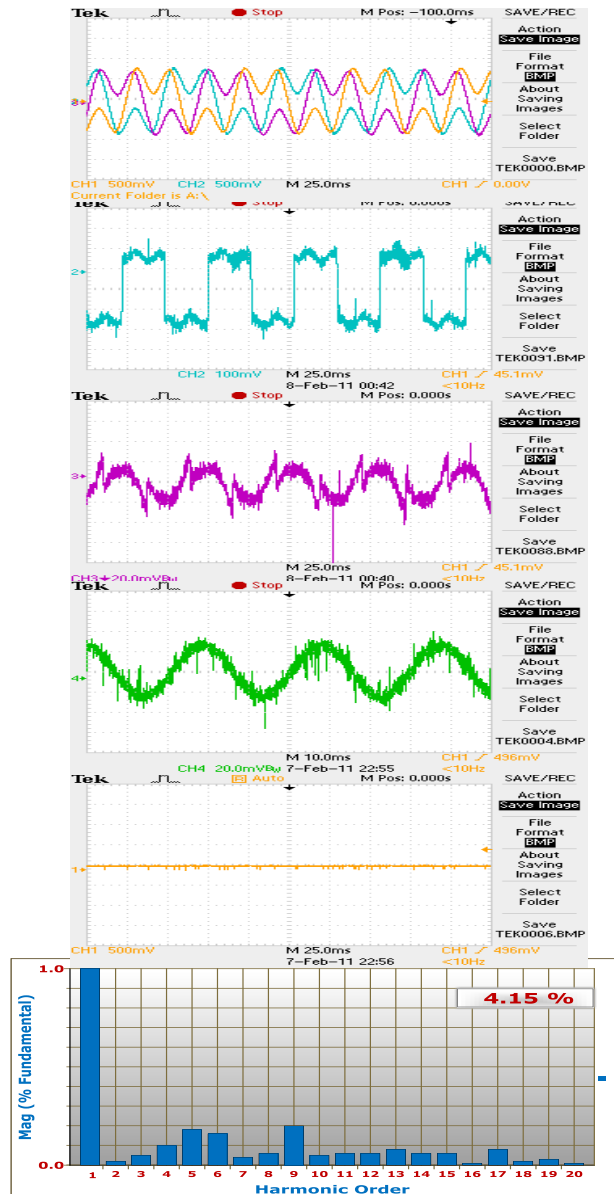 Tek Stop M Pos: -100.0ms SAVE/REC
Action
Save Image
File
Format
BMP
About
Saving
Images
Select
Folder
Save
TEK0000.BMP
CH1 500mV CH2 500mV M 25.0ms CH1 0.00V
Current Folder is A:\
Tek Stop M Pos: 0.000s SAVE/REC
Action
Save Image
File
Format
BMP
About
Saving
Images
Select
Folder
Save
TEK0091.BMP
2
CH2 100mV M 25.0ms CH1 45.1mV
8-Feb-11 00:42 <10Hz
Tek Stop M Pos: 0.000s SAVE/REC
Action
Save Image
File
Format
BMP
About
Saving
Images
Select
Folder
Save
TEK0088.BMP
3
M 25.0ms CH1 45.1mV
CH3 20.0mVBw 8-Feb-11 00:40 <10Hz
Tek Stop M Pos: 0.000s SAVE/REC
Action
Save Image
File
Format
BMP
About
Saving
Images
Select
Folder
Save
TEK0004.BMP
4
M 10.0ms CH1 496mV
CH4 20.0mVBw 7-Feb-11 22:55 <10Hz
Tek Auto M Pos: 0.000s SAVE/REC
Action
Save Image
File
Format
BMP
About
Saving
Images
Select
Folder
Save
TEK0006.BMP
1
CH1 500mV M 25.0ms CH1 496mV
7-Feb-11 22:56 <10Hz
1.0
4.15 %
Mag (% Fundamental)
0.0
1 2 3 4 5 6 7 8 9 10 11 12 13 14 15 16 17 18 19 20
Harmonic Order